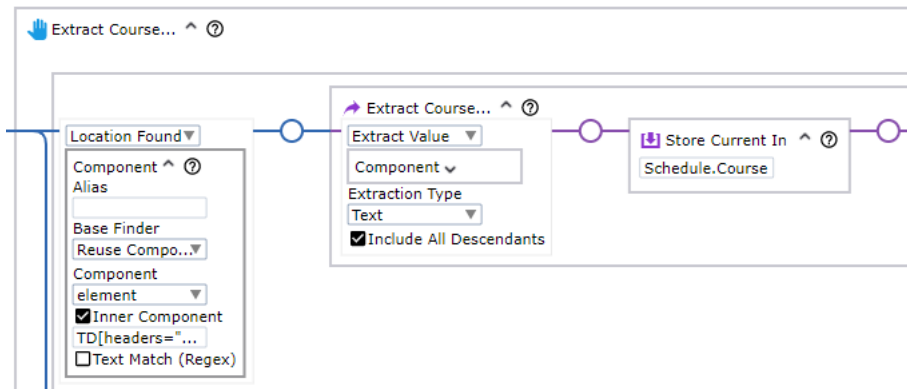 Extract Course...
Extract Course...
Location Found
Extract Value
Store Current In
Component
Component
Schedule.Course
Alias
Extraction Type
Base Finder
Text
Reuse Compo...
Include All Descendants
Component
element
Inner Component
TD[headers="...
Text Match (Regex)